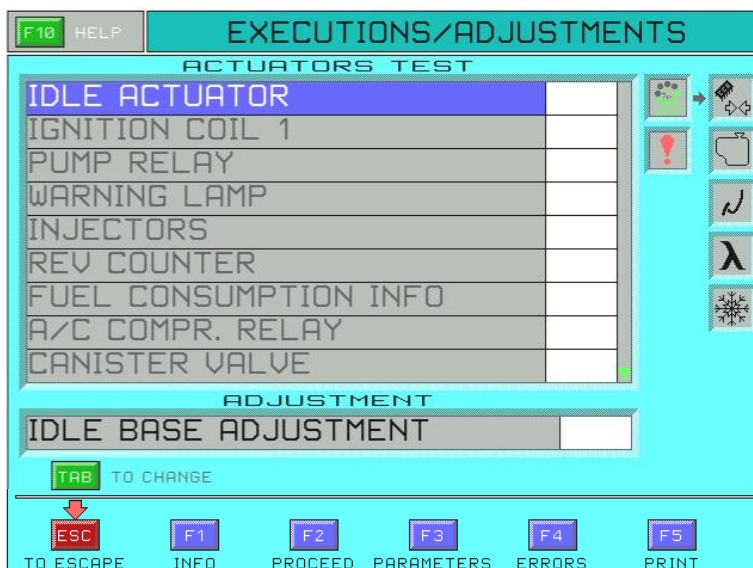 F10 HELP EXECUTIONS/ADJUSTMENTS
ACTUATORS TEST
IDLE ACTUATOR
IGNITION COIL 1
PUMP RELAY
WARNING LAMP
INJECTORS
REV COUNTER
FUEL CONSUMPTION INFO
A/C COMPR. RELAY
CANISTER VALVE
ADJUSTMENT
IDLE BASE ADJUSTMENT
TAB TO CHANGE
ESC F1 F2 F3 F4 F5
TO ESCAPE INFO PROCEED PARAMETERS ERRORS PRINT
λ